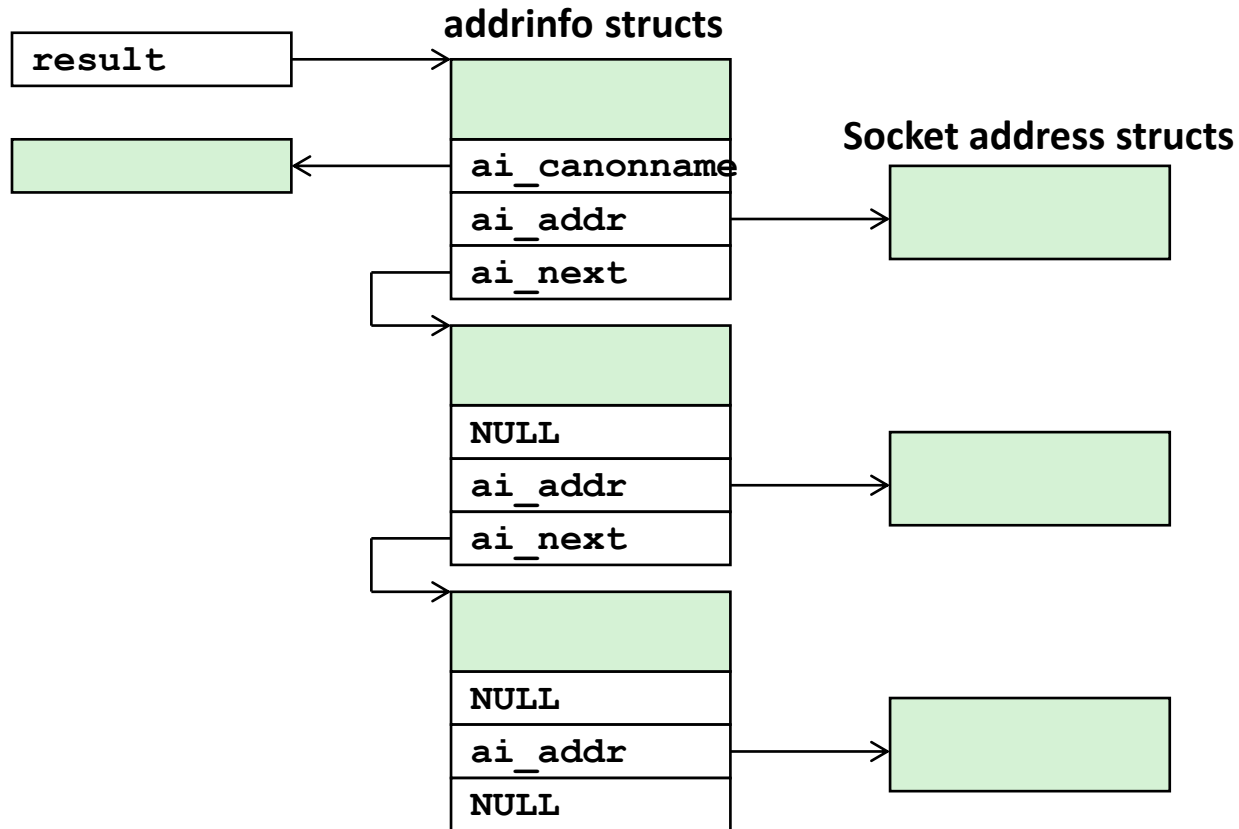 addrinfo structs
result
Socket address structs
ai_canonname
ai_addr
ai_next
NULL
ai_addr
ai_next
NULL
ai_addr
NULL